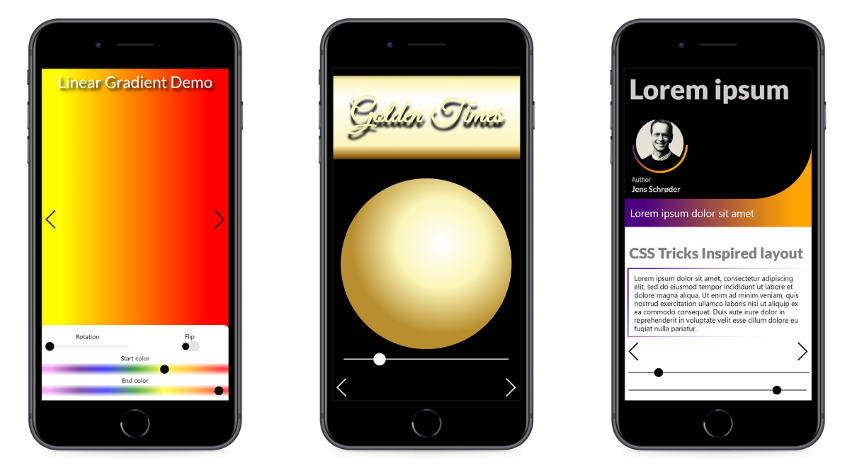 Linear Gradient Demo
Rotation
Flip
Start color
End color
Golden Times
Lorem ipsum
Author
Jens Schrøder
Lorem ipsum dolor sit amet
CSS Tricks Inspired layout
Lorem ipsum dolor sit amet, consectetur adipiscing
elit, sed do eiusmod tempor incididunt ut labore et
dolore magna aliqua. Ut enim ad minim veniam, quis
nostrud exercitation ullamco laboris nisi ut aliquip ex
ea commodo consequat. Duis aute irure dolor in
reprehenderit in voluptate velit esse cillum dolore eu
fugiat nulla pariatur.